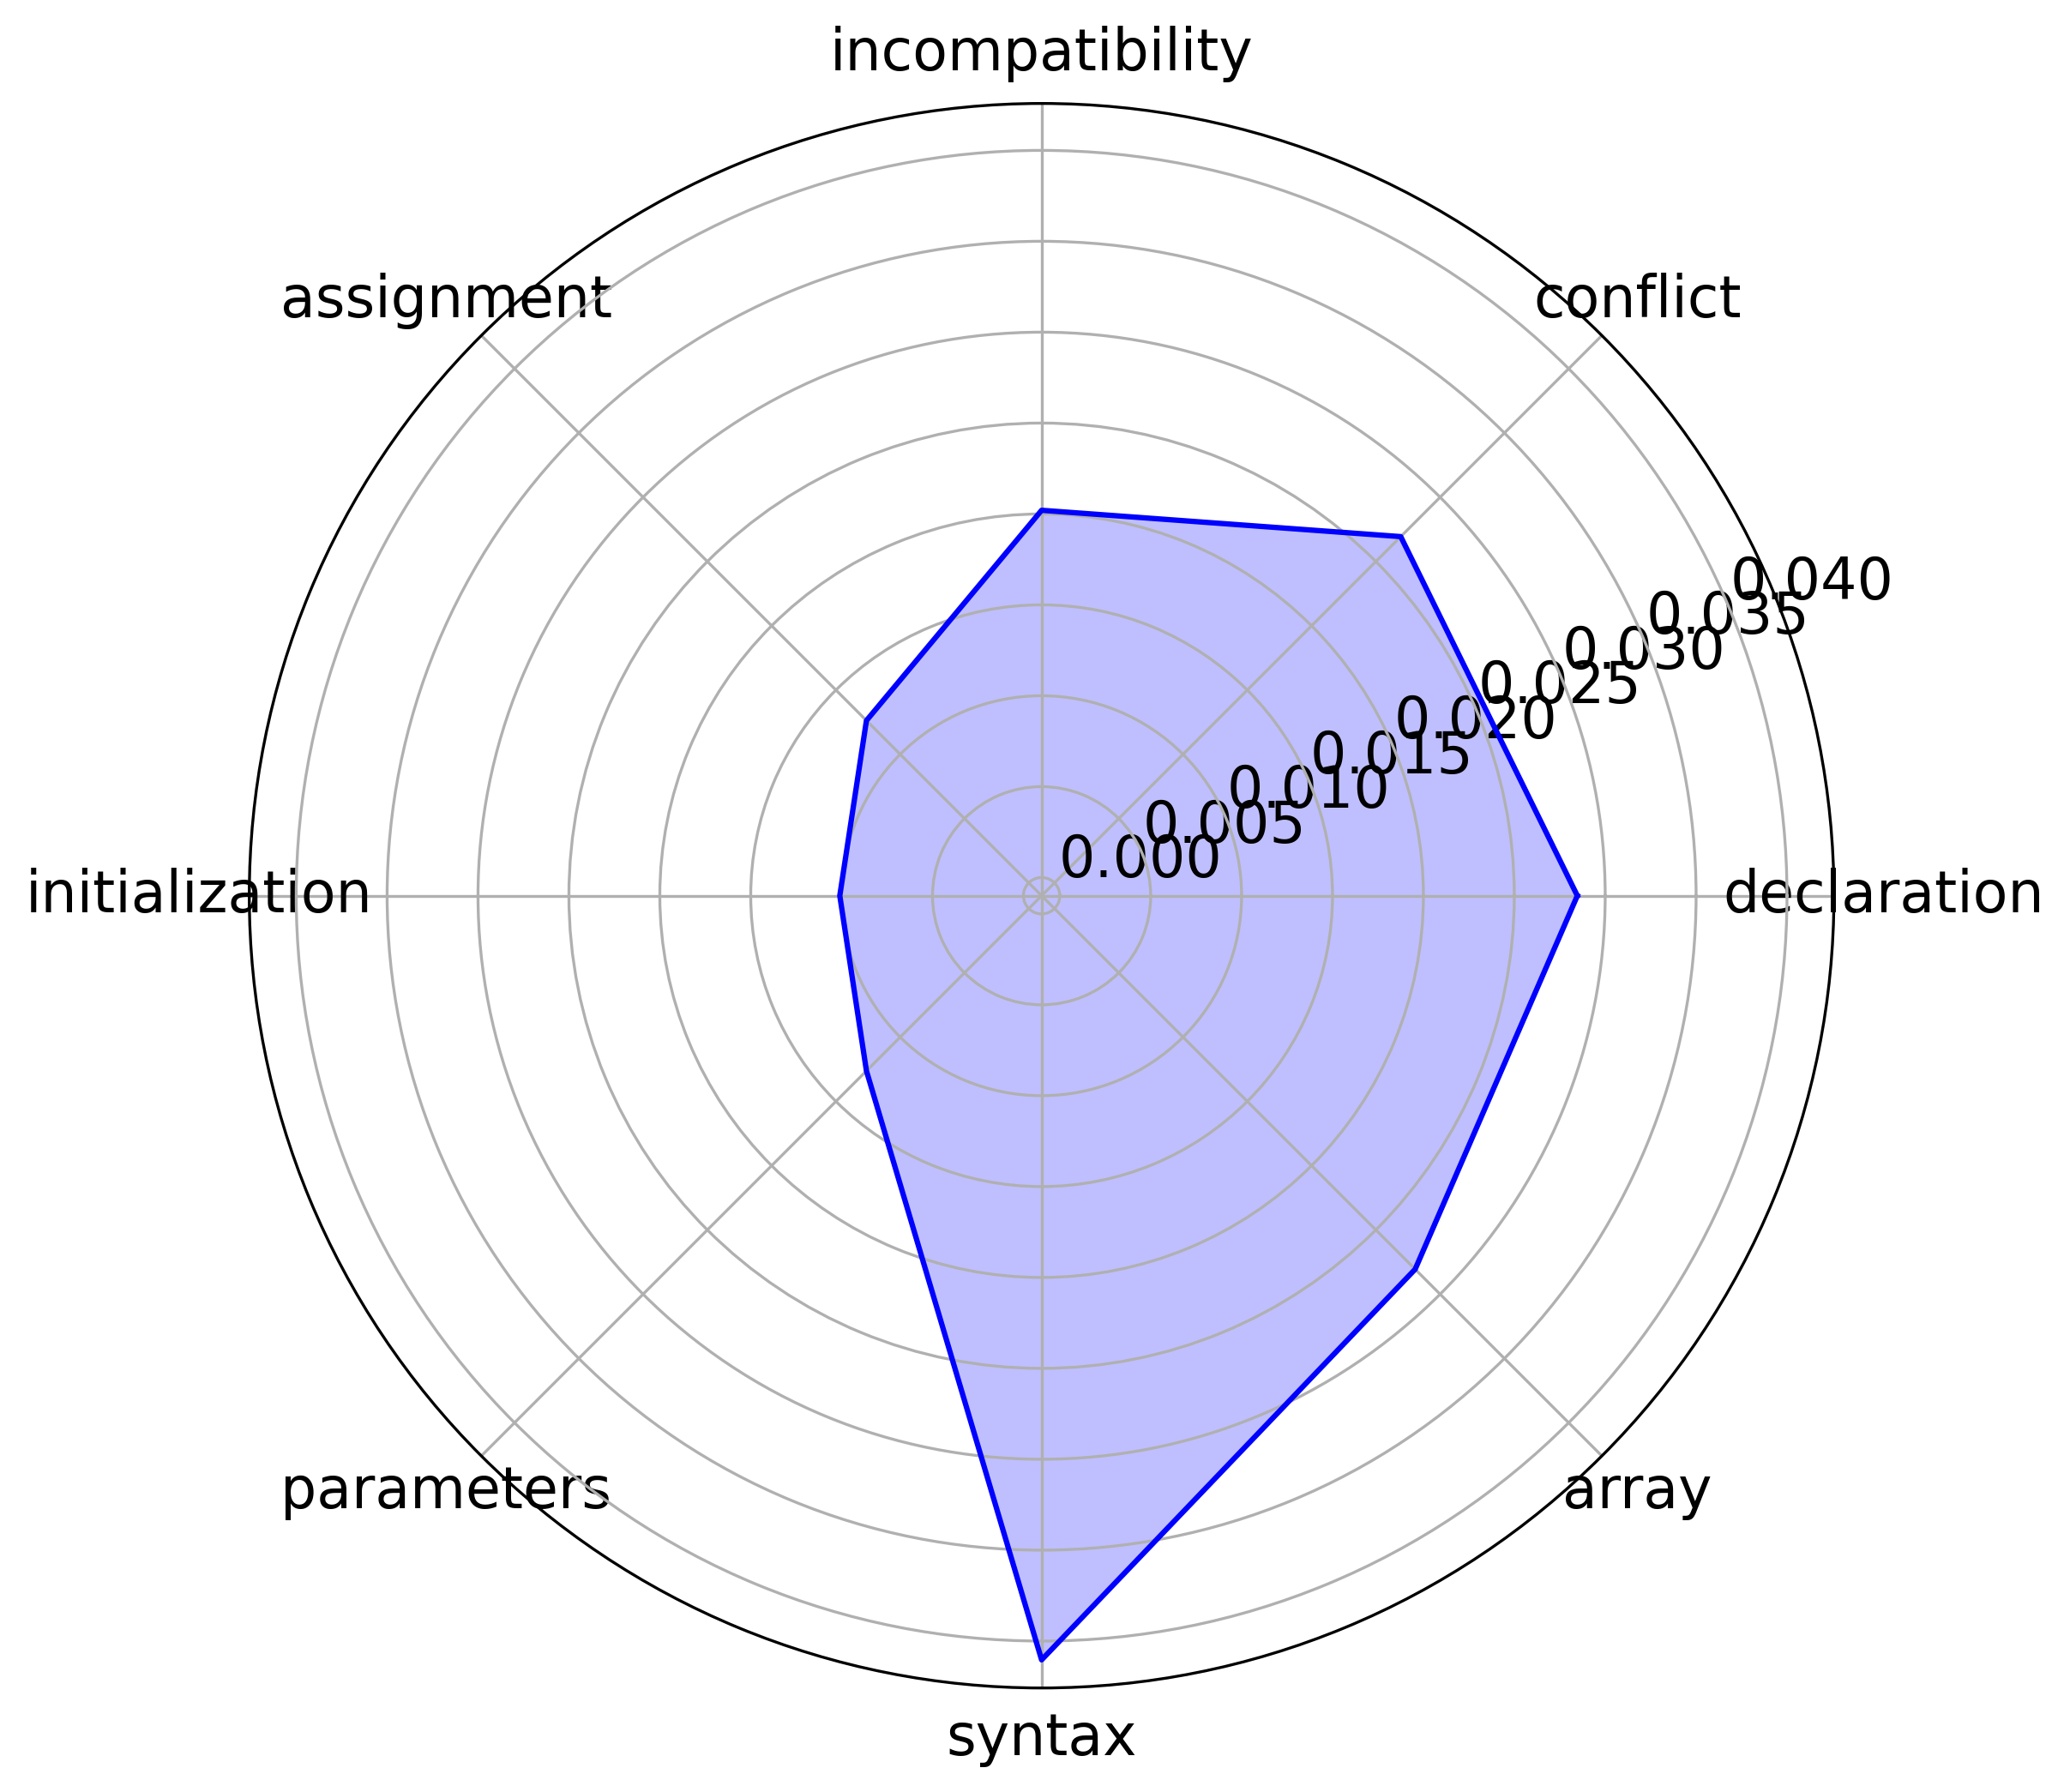 incompatibility
assignment
conflict
0.040
0.035
0.030
0.025
0.020
0.015
0.010
0.005
0.000
initialization
declaration
parameters
array
syntax